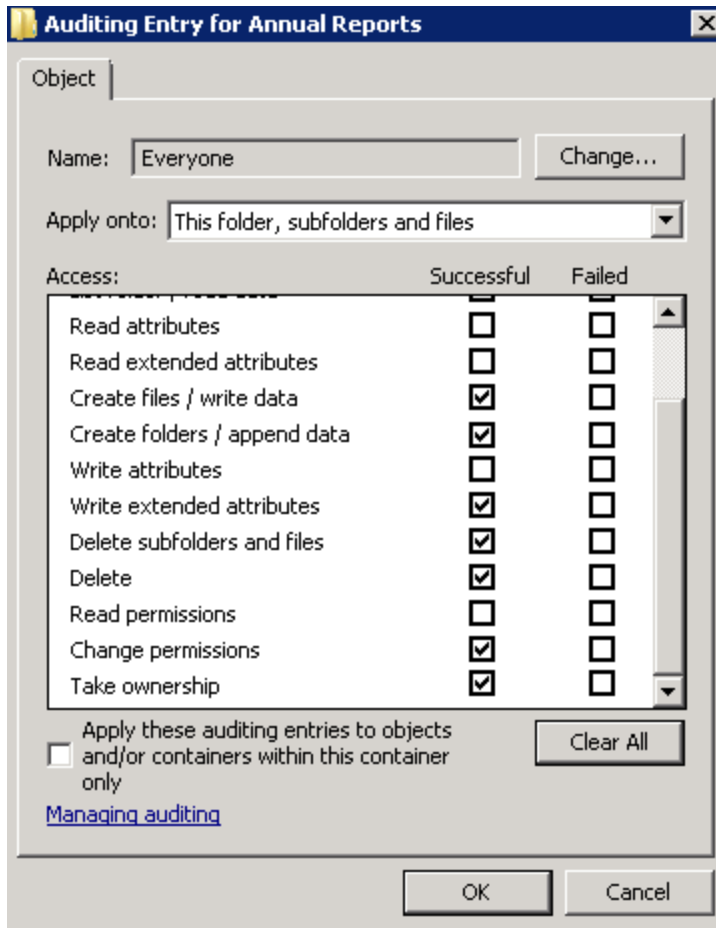 Auditing Entry for Annual Reports
Object
Name: Everyone Change...
Apply onto: This folder, subfolders and files
Access: Successful Failed
Read attributes
Read extended attributes
Create files / write data
Create folders / append data
Write attributes
Write extended attributes
Delete subfolders and files
Delete
Read permissions
Change permissions
Take ownership
Apply these auditing entries to objects
and/or containers within this container
only
Clear All
Managing auditing
OK Cancel